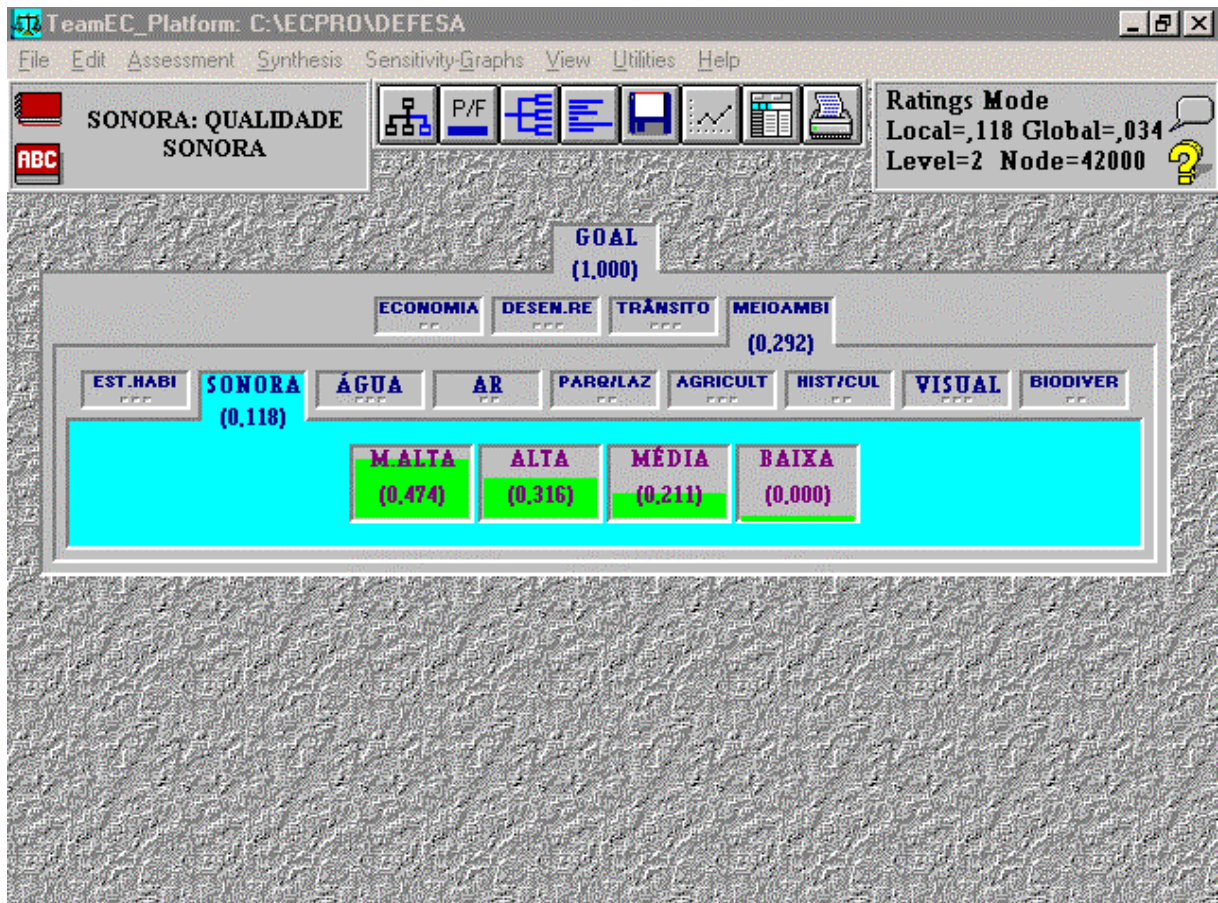 TeamEC_Platform: C:\ECPRO\DEFESA
File Edit Assessment Synthesis Sensitivity-Graphs View Utilities Help
ABC
SONORA: QUALIDADE
SONORA
P/F
Ratings Mode
Local=,118 Global=,034
Level=2 Node=42000
GOAL
(1,000)
ECONOMIA DESEN.RE TRÂNSITO MEIOAMBI
(0,292)
EST.HABI SONORA ÁGUA AR PARQ/LAZ AGRICULT HIST/CUL VISUAL BIODIVER
(0,118)
M.ALTA ALTA MÉDIA BAIXA
(0,474) (0,316) (0,211) (0,000)